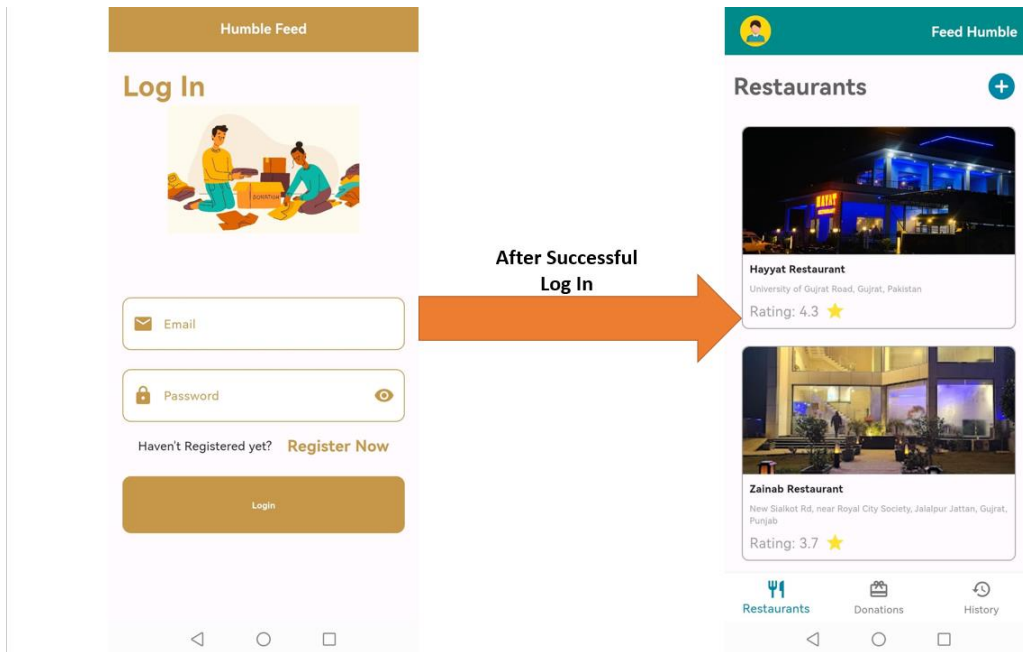 Humble Feed
Log In
DONATION
Email
Password
Haven't Registered yet? Register Now
Login
After Successful
Log In
Feed Humble
Restaurants
HAYAT
Hayyat Restaurant
University of Gujrat Road, Gujrat, Pakistan
Rating: 4.3
Zainab Restaurant
New Sialkot Rd, near Royal City Society, Jalalpur Jattan, Gujrat,
Punjab
Rating: 3.7
Restaurants
Donations
History